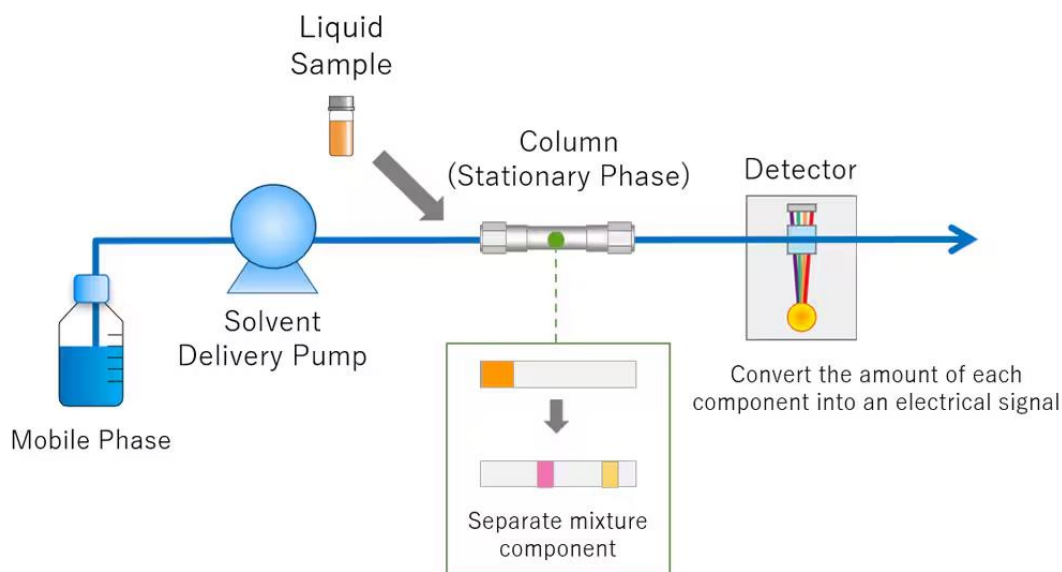 Liquid
Sample
Column
(Stationary Phase)
Detector
Solvent
Delivery Pump
Mobile Phase
Convert the amount of each
component into an electrical signal
Separate mixture
component